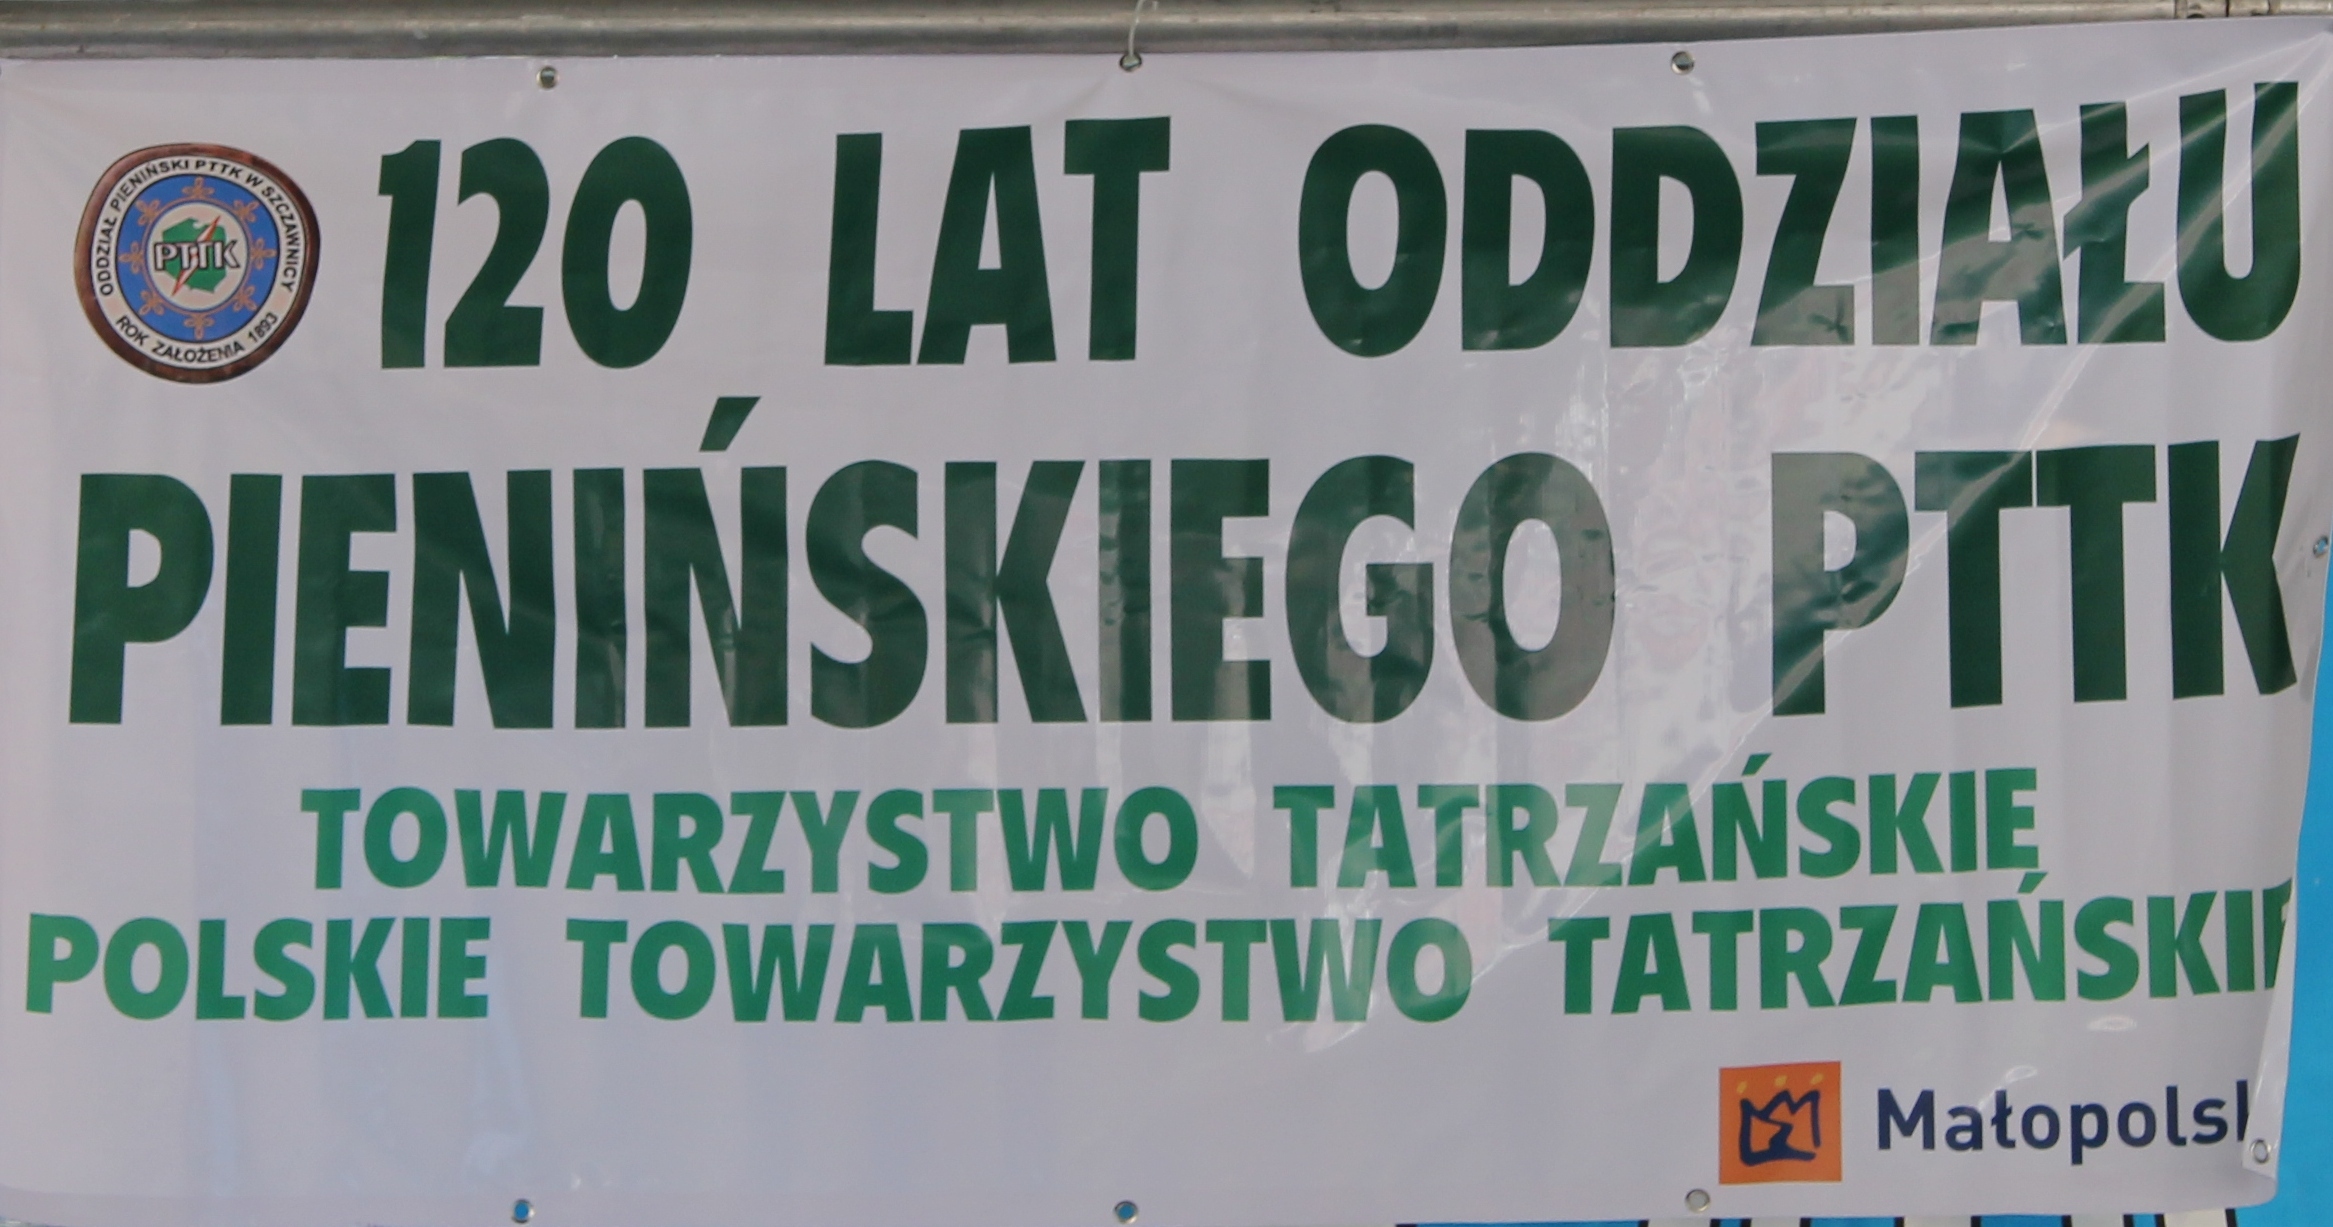 ODDZIAŁ PIENIŃSKI PTTK W SZCZAWNICY
PTTK
ROK ZAŁOŻENIA 1893
120 LAT ODDZIAŁU
PIENIŃSKIEGO PTTK
TOWARZYSTWO TATRZAŃSKIE
POLSKIE TOWARZYSTWO TATRZAŃSKIE
Małopolsk